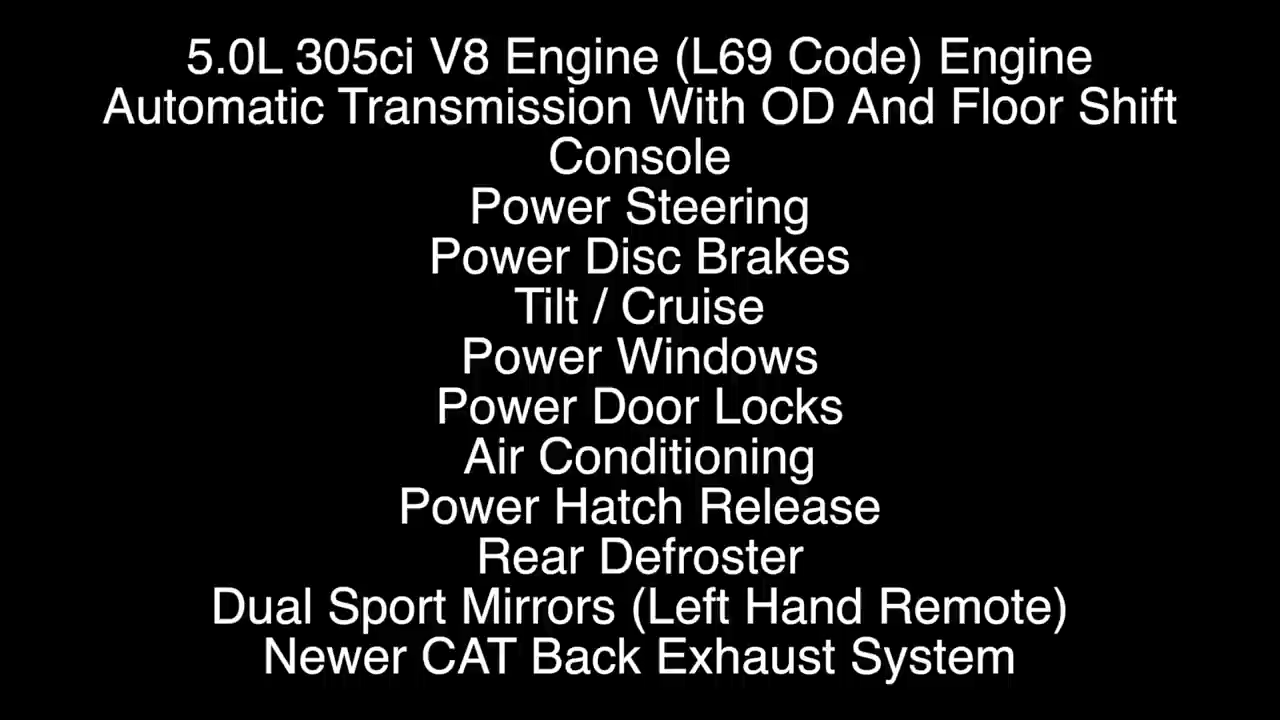 5.0L 305ci V8 Engine (L69 Code) Engine
Automatic Transmission With OD And Floor Shift
Console
Power Steering
Power Disc Brakes
Tilt / Cruise
Power Windows
Power Door Locks
Air Conditioning
Power Hatch Release
Rear Defroster
Dual Sport Mirrors (Left Hand Remote)
Newer CAT Back Exhaust System